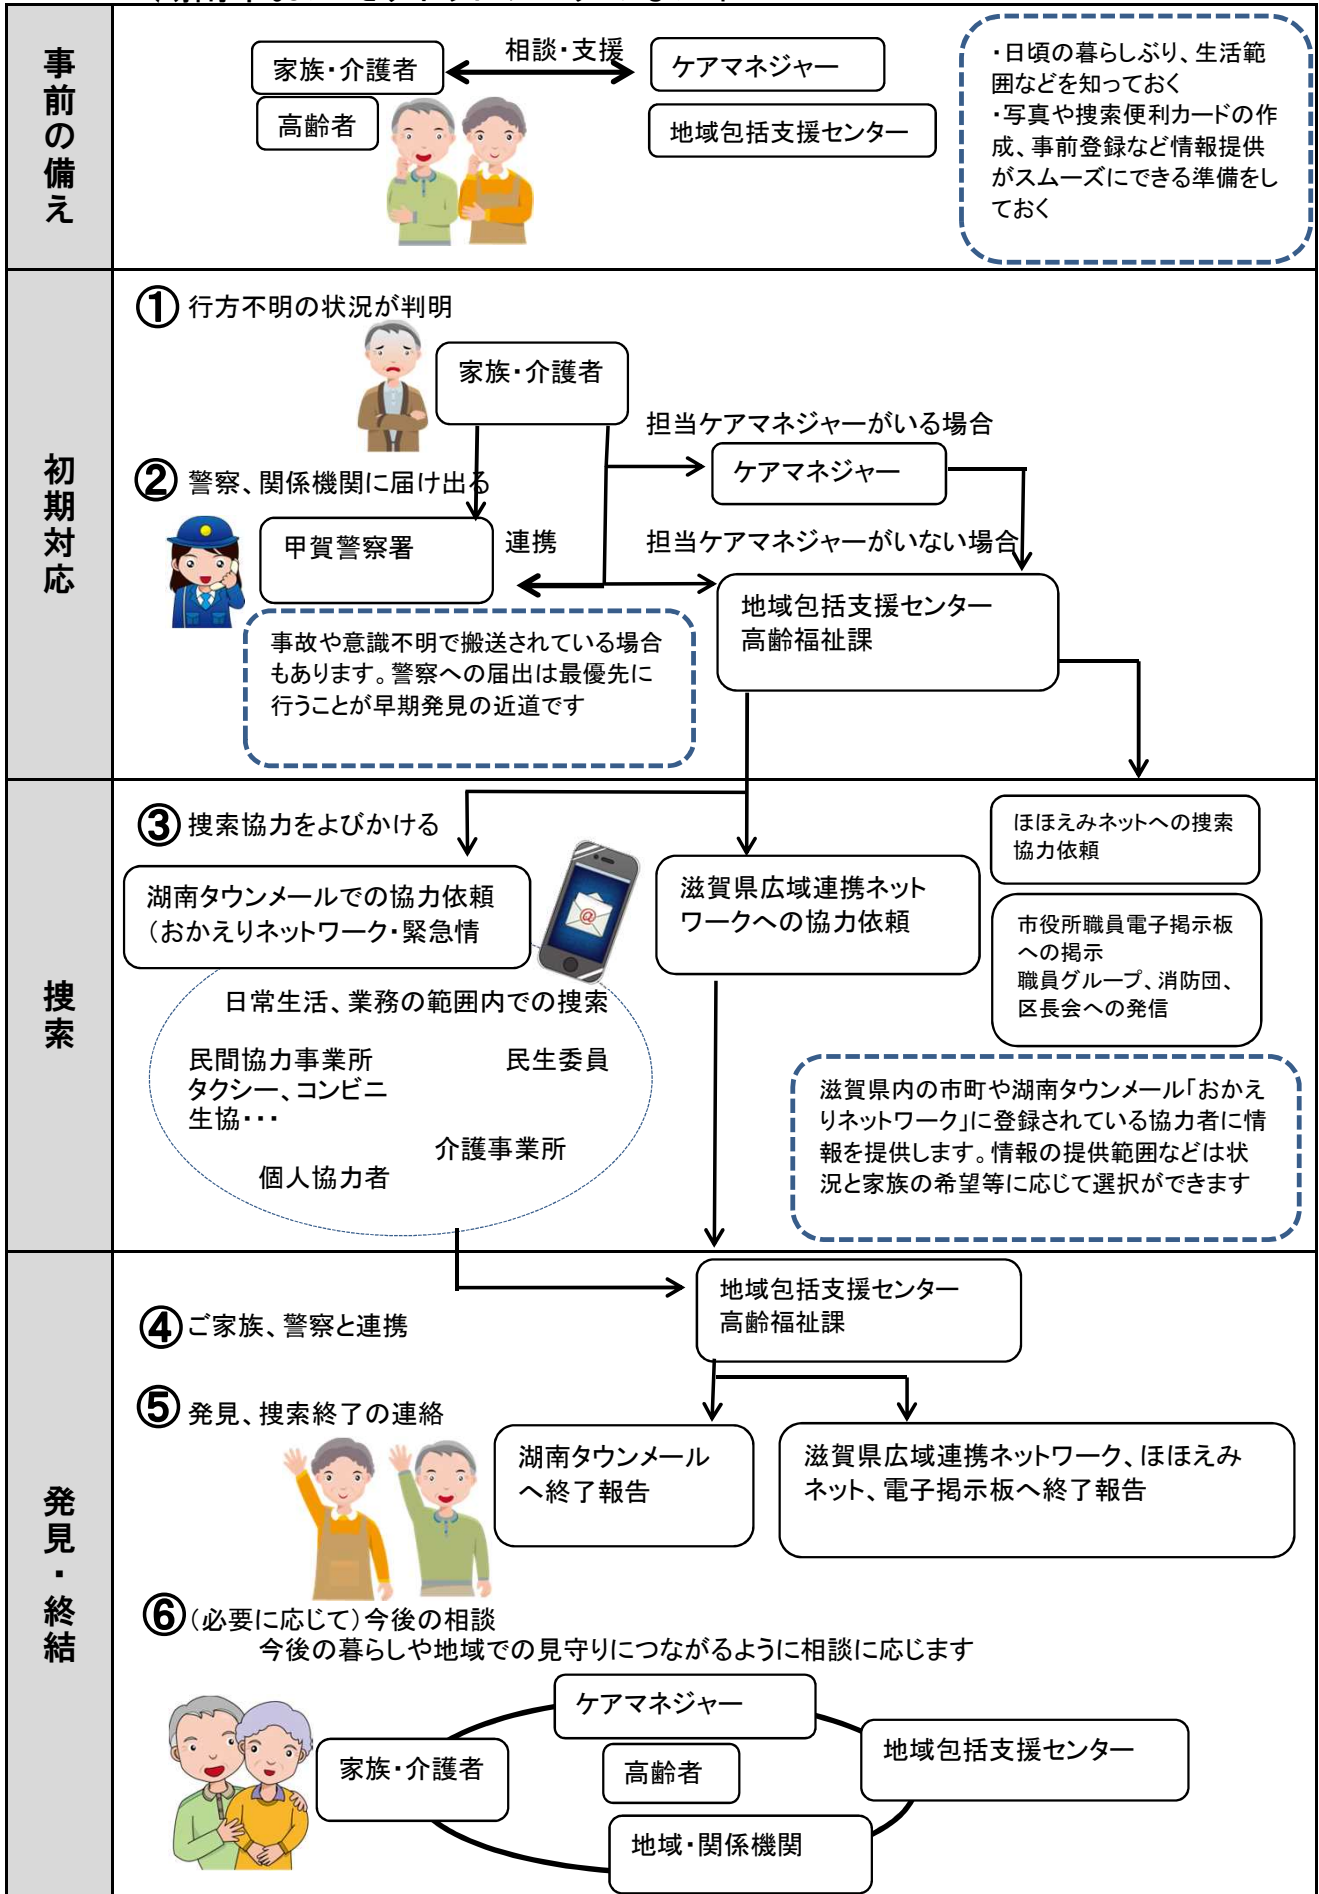 事前の備え
家族・介護者
相談・支援
ケアマネジャー
高齢者
地域包括支援センター
・日頃の暮らしぶり、生活範
囲などを知っておく
・写真や捜索便利カードの作
成、事前登録など情報提供
がスムーズにできる準備をし
ておく
初期対応
① 行方不明の状況が判明
家族・介護者
担当ケアマネジャーがいる場合
ケアマネジャー
② 警察、関係機関に届け出る
甲賀警察署
連携
担当ケアマネジャーがいない場合
地域包括支援センター
高齢福祉課
事故や意識不明で搬送されている場合
もあります。警察への届出は最優先に
行うことが早期発見の近道です
捜索
③ 捜索協力をよびかける
湖南タウンメールでの協力依頼
(おかえりネットワーク・緊急情
@
滋賀県広域連携ネット
ワークへの協力依頼
ほほえみネットへの捜索
協力依頼
市役所職員電子掲示板
への掲示
職員グループ、消防団、
区長会への発信
日常生活、業務の範囲内での捜索
民間協力事業所
タクシー、コンビニ
生協・・・
民生委員
介護事業所
個人協力者
滋賀県内の市町や湖南タウンメール「おかえ
りネットワーク」に登録されている協力者に情
報を提供します。情報の提供範囲などは状
況と家族の希望等に応じて選択ができます
発見・終結
地域包括支援センター
高齢福祉課
④ ご家族、警察と連携
⑤ 発見、捜索終了の連絡
湖南タウンメール
へ終了報告
滋賀県広域連携ネットワーク、ほほえみ
ネット、電子掲示板へ終了報告
⑥ (必要に応じて)今後の相談
今後の暮らしや地域での見守りにつながるように相談に応じます
ケアマネジャー
家族・介護者
高齢者
地域包括支援センター
地域・関係機関